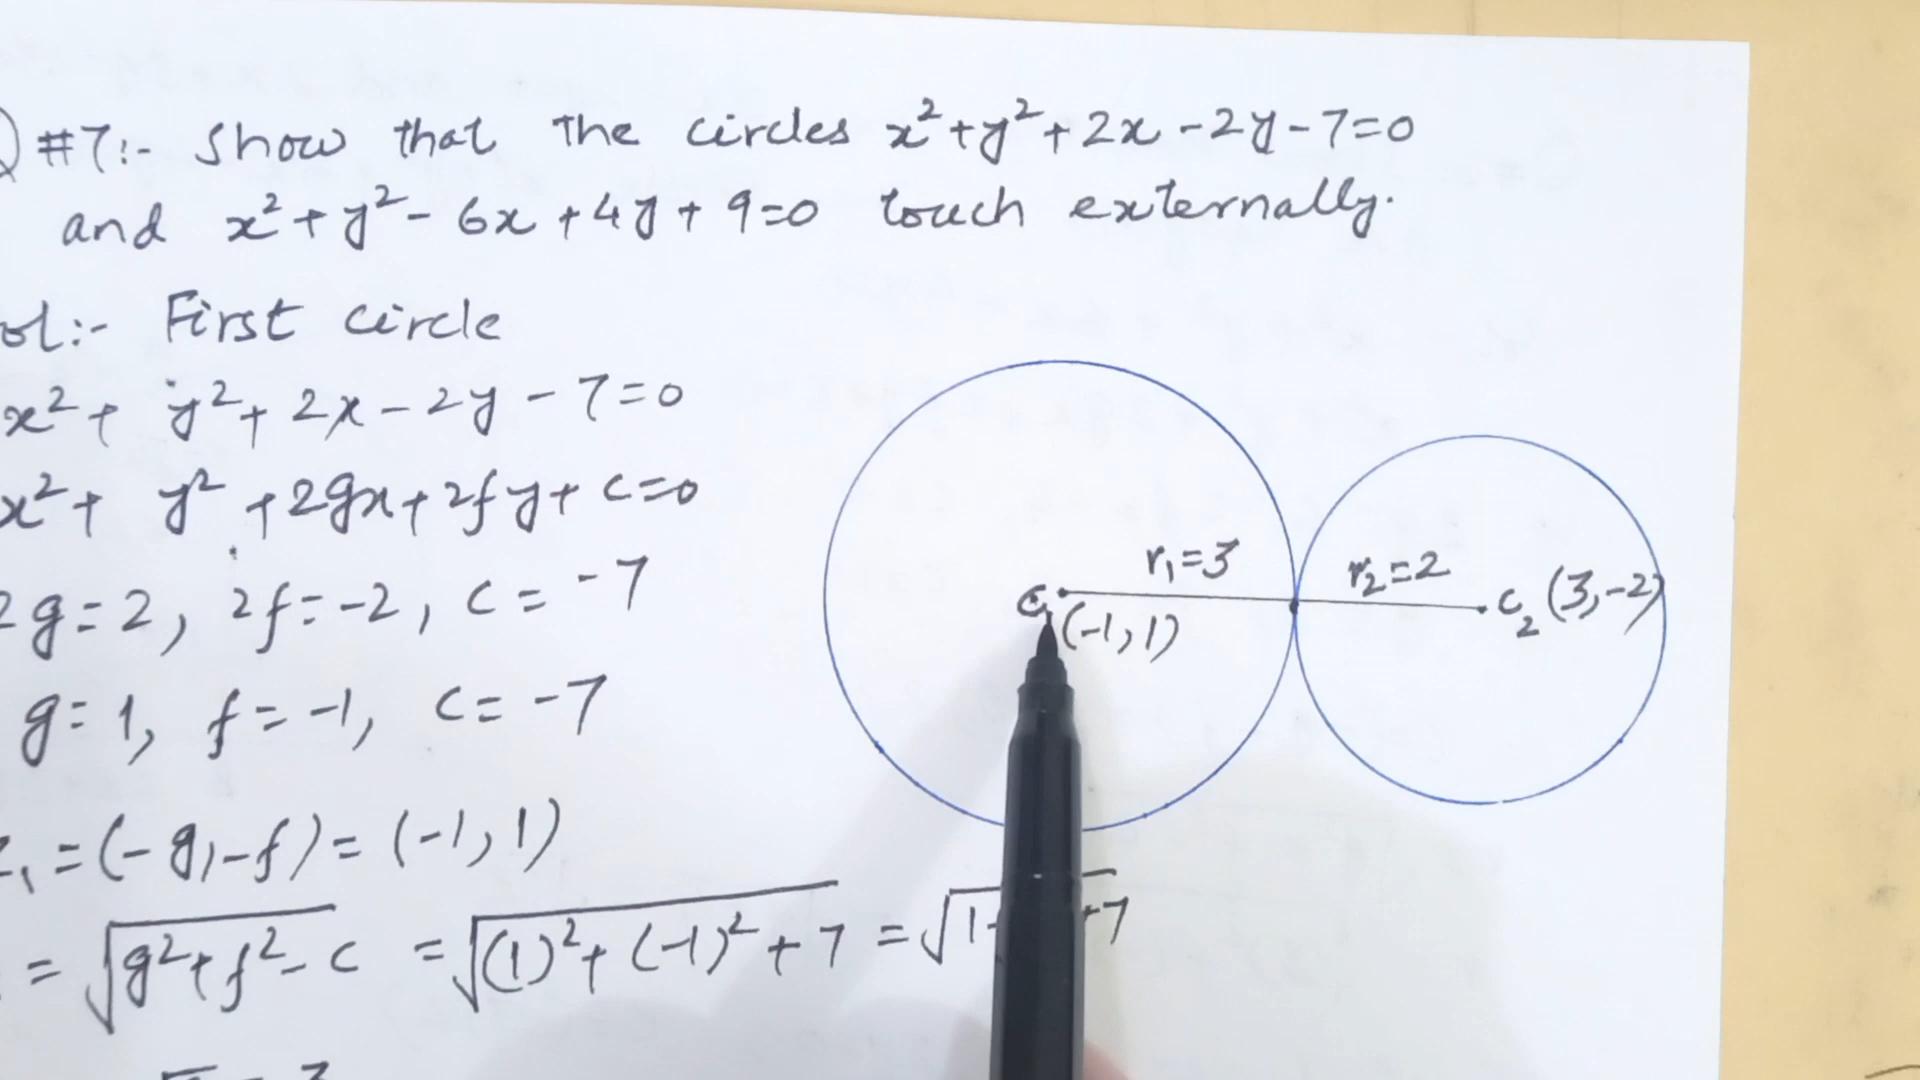 #7:- Show that the circles x²+y²+2x-2y-7=0
and x²+y²-6x+4y+9=0 touch externally.
ol:- First circle
x²+y²+2x-2y-7=0
x²+y²+2gx+2fy+c=0
2g=2, 2f=-2, c=-7
g=1, f=-1, c=-7
c₁=(-g,-f)=(-1,1)
=√(g²+f²-c) =√((1)²+(-1)²+7) =√(1+ +7
= 3
r₁=3
r₂=2
c₁(-1,1)
c₂(3,-2)